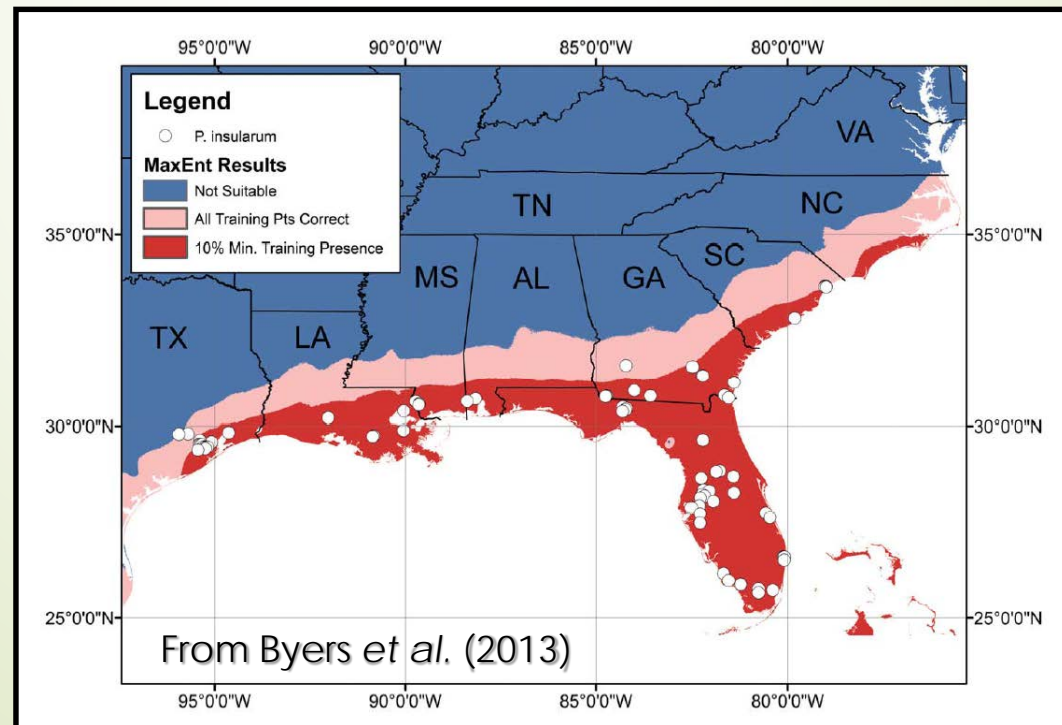 95°0'0"W 90°0'0"W 85°0'0"W 80°0'0"W
Legend
P. insularum
MaxEnt Results
Not Suitable
All Training Pts Correct
10% Min. Training Presence
VA
TN
NC
35°0'0"N
35°0'0"N
MS
AL
GA
SC
TX
LA
30°0'0"N
30°0'0"N
25°0'0"N
25°0'0"N
From Byers et al. (2013)
95°0'0"W 90°0'0"W 85°0'0"W 80°0'0"W